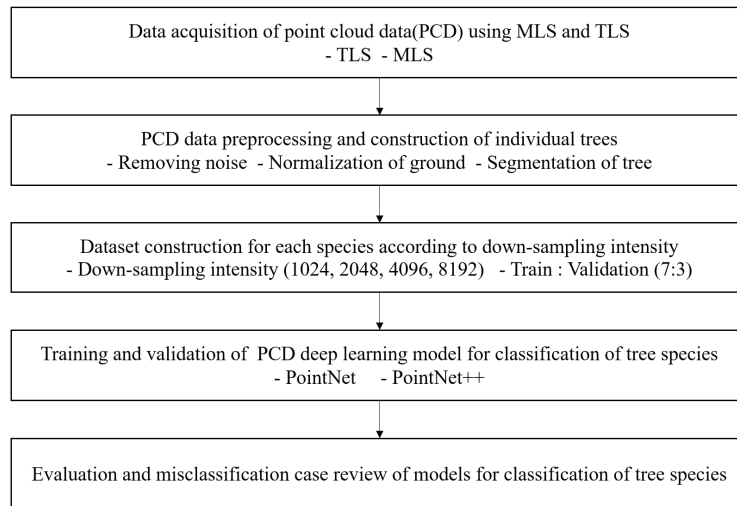 Data acquisition of point cloud data(PCD) using MLS and TLS
- TLS - MLS
PCD data preprocessing and construction of individual trees
- Removing noise - Normalization of ground - Segmentation of tree
Dataset construction for each species according to down-sampling intensity
- Down-sampling intensity (1024, 2048, 4096, 8192) - Train : Validation (7:3)
Training and validation of PCD deep learning model for classification of tree species
- PointNet - PointNet++
Evaluation and misclassification case review of models for classification of tree species